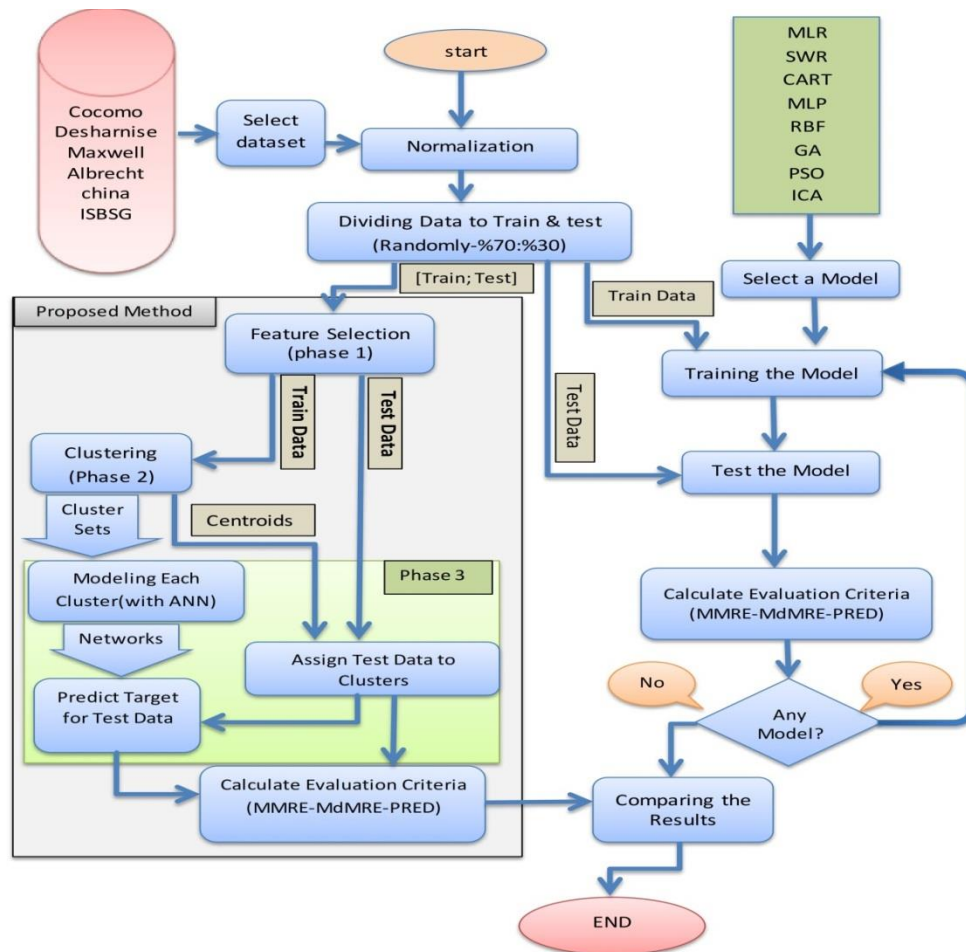 Cocomo
Desharnise
Maxwell
Albrecht
china
ISBSG
Select
dataset
start
Normalization
Dividing Data to Train & test
(Randomly-%70:%30)
MLR
SWR
CART
MLP
RBF
GA
PSO
ICA
Select a Model
[Train; Test]
Train Data
Test Data
Proposed Method
Feature Selection
(phase 1)
Train Data
Test Data
Clustering
(Phase 2)
Cluster
Sets
Centroids
Phase 3
Modeling Each
Cluster(with ANN)
Networks
Assign Test Data to
Clusters
Predict Target
for Test Data
Calculate Evaluation Criteria
(MMRE-MdMRE-PRED)
Training the Model
Test the Model
Calculate Evaluation Criteria
(MMRE-MdMRE-PRED)
No
Yes
Any
Model?
Comparing the
Results
END